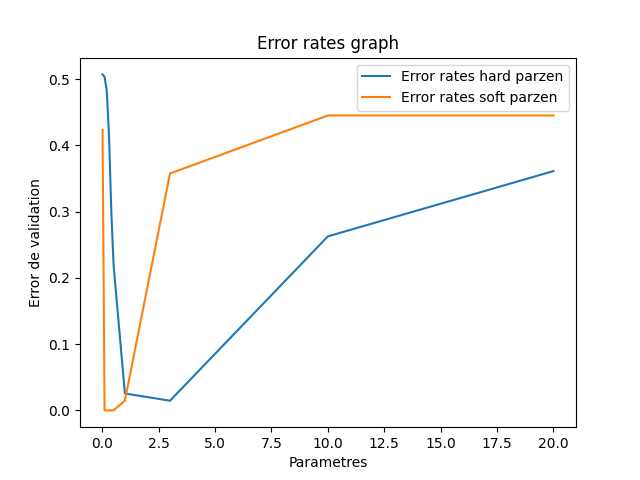 Error rates graph
Error rates hard parzen
Error rates soft parzen
Error de validation
0.5
0.4
0.3
0.2
0.1
0.0
0.0 2.5 5.0 7.5 10.0 12.5 15.0 17.5 20.0
Parametres